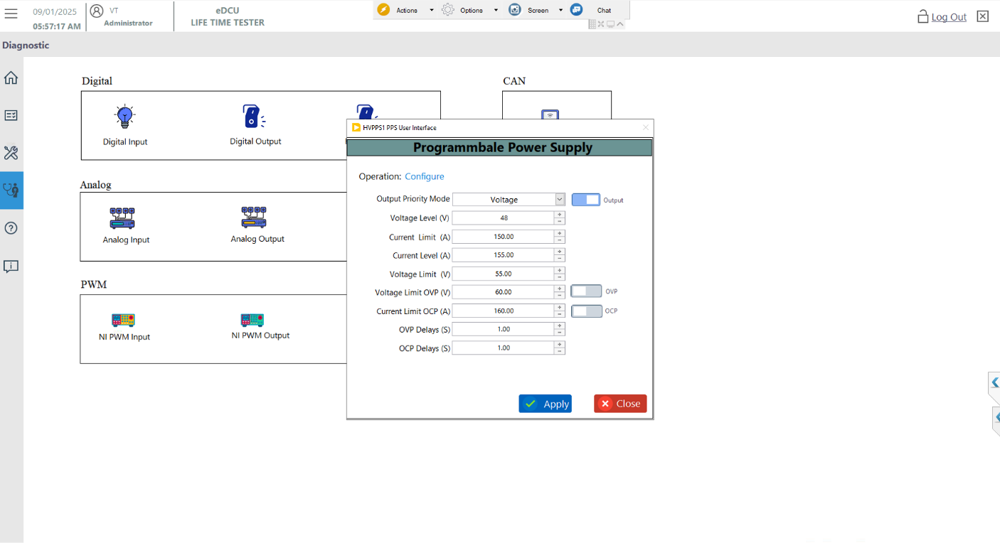 09/01/2025
05:57:17 AM
VT
Administrator
eDCU
LIFE TIME TESTER
Actions
Options
Screen
Chat
Log Out
Diagnostic
Digital
CAN
Digital Input
Digital Output
Analog
Analog Input
Analog Output
PWM
NI PWM Input
NI PWM Output
HVPPS1 PPS User Interface
Programmbale Power Supply
Operation: Configure
Output Priority Mode Voltage Output
Voltage Level (V) 48
Current Limit (A) 150.00
Current Level (A) 155.00
Voltage Limit (V) 55.00
Voltage Limit OVP (V) 60.00 OVP
Current Limit OCP (A) 160.00 OCP
OVP Delays (S) 1.00
OCP Delays (S) 1.00
Apply Close